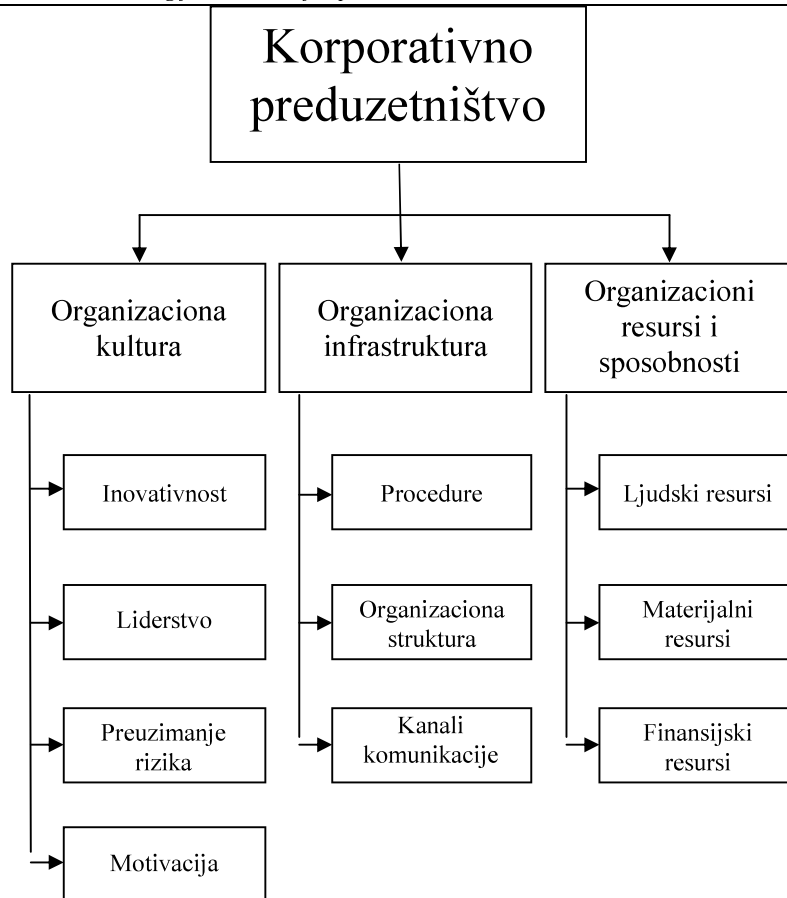 Korporativno
preduzetništvo
Organizaciona
kultura
Organizaciona
infrastruktura
Organizacioni
resursi i
sposobnosti
Inovativnost
Procedure
Ljudski resursi
Liderstvo
Organizaciona
struktura
Materijalni
resursi
Preuzimanje
rizika
Kanali
komunikacije
Finansijski
resursi
Motivacija